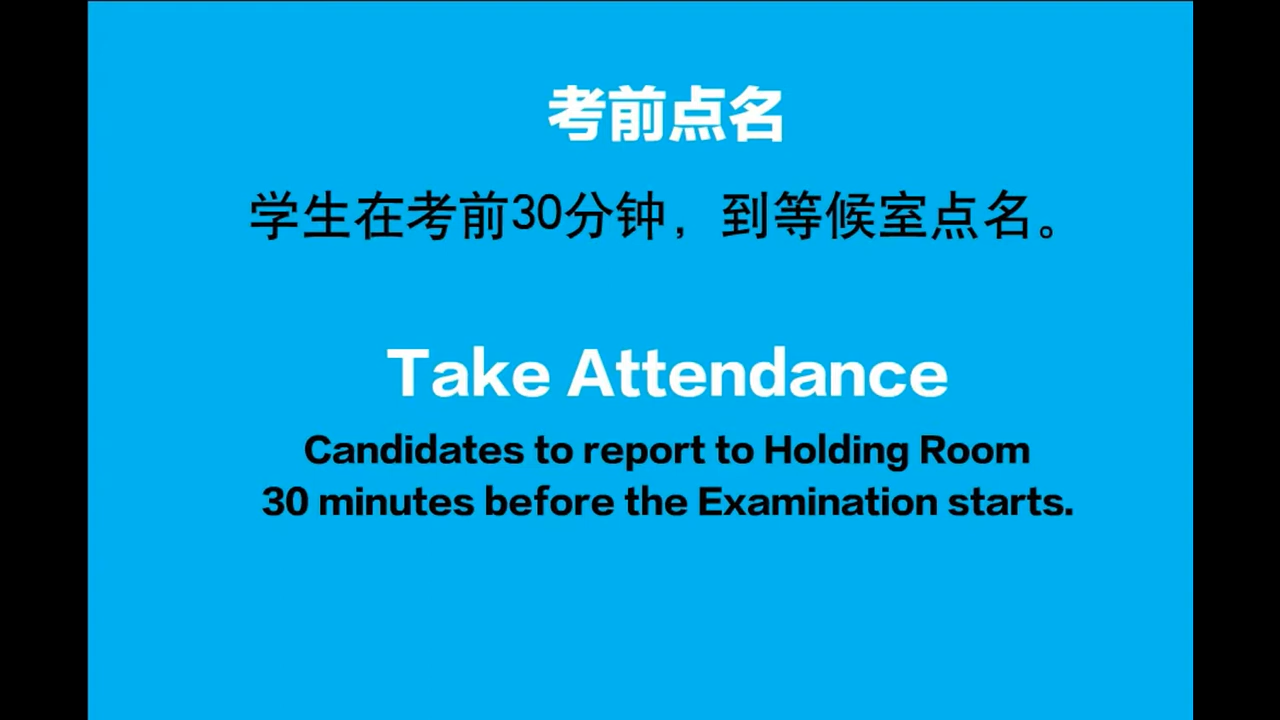 考前点名
学生在考前30分钟，到等候室点名。
Take Attendance
Candidates to report to Holding Room
30 minutes before the Examination starts.